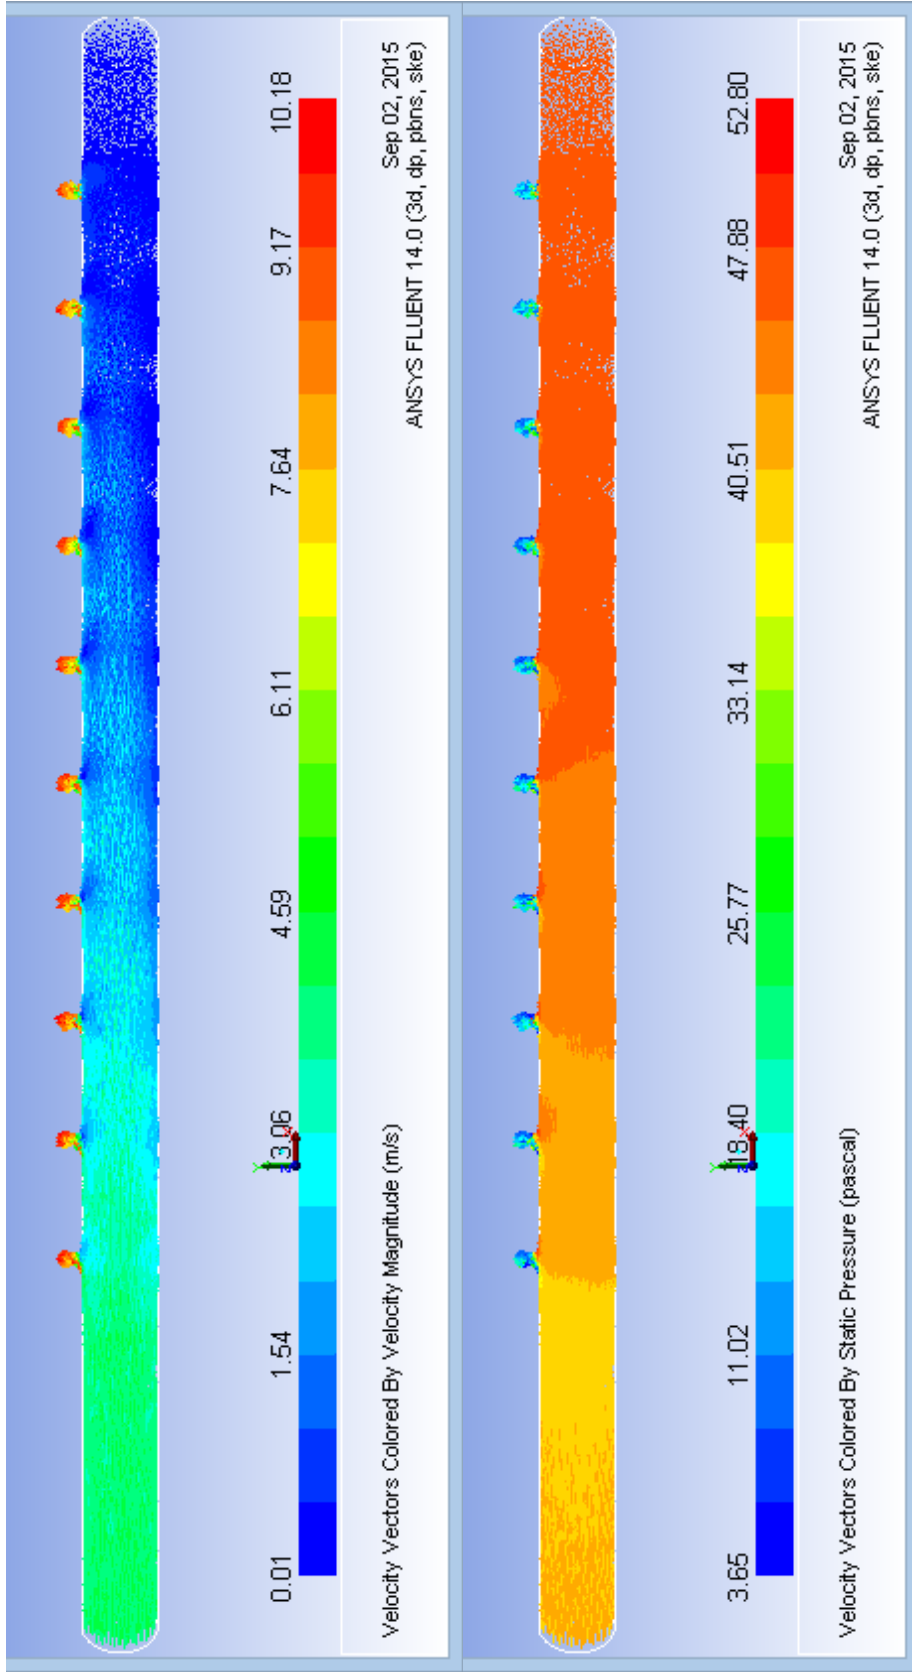 Y
Z X
0.01 1.54 3.06 4.59 6.11 7.64 9.17 10.18
Velocity Vectors Colored By Velocity Magnitude (m/s) Sep 02, 2015
ANSYS FLUENT 14.0 (3d, dp, pbns, ske)
Y
Z X
3.65 11.02 18.40 25.77 33.14 40.51 47.88 52.80
Velocity Vectors Colored By Static Pressure (pascal) Sep 02, 2015
ANSYS FLUENT 14.0 (3d, dp, pbns, ske)